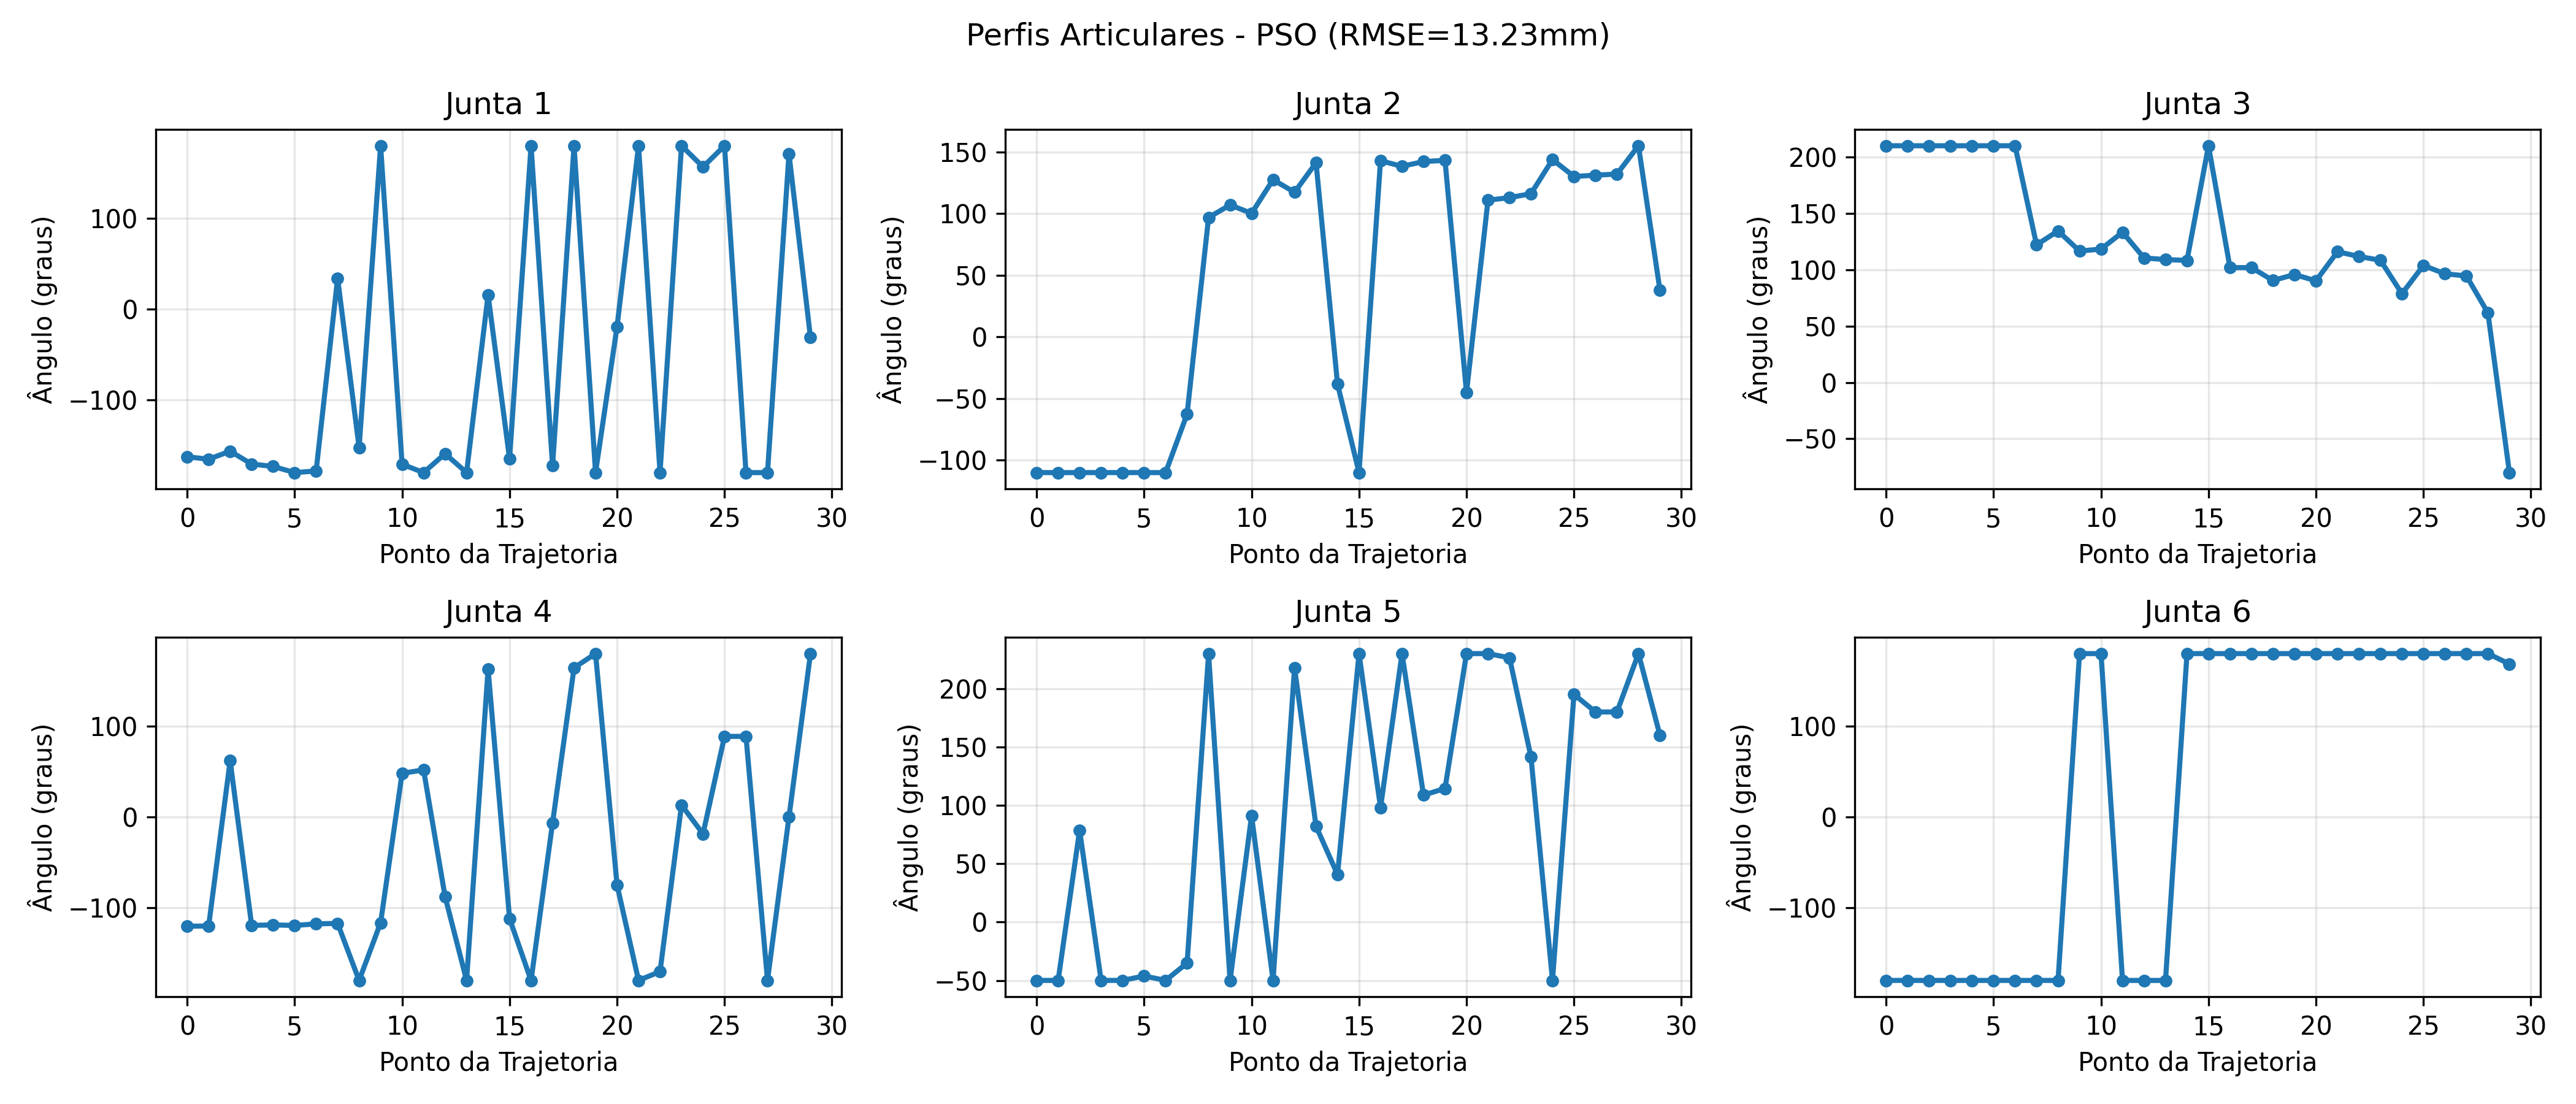 Perfis Articulares - PSO (RMSE=13.23mm)
Junta 1
Junta 2
Junta 3
Ângulo (graus)
100
0
−100
0 5 10 15 20 25 30
Ponto da Trajetoria
Ângulo (graus)
150
100
50
0
−50
−100
0 5 10 15 20 25 30
Ponto da Trajetoria
Ângulo (graus)
200
150
100
50
0
−50
0 5 10 15 20 25 30
Ponto da Trajetoria
Junta 4
Junta 5
Junta 6
Ângulo (graus)
100
0
−100
0 5 10 15 20 25 30
Ponto da Trajetoria
Ângulo (graus)
200
150
100
50
0
−50
0 5 10 15 20 25 30
Ponto da Trajetoria
Ângulo (graus)
100
0
−100
0 5 10 15 20 25 30
Ponto da Trajetoria